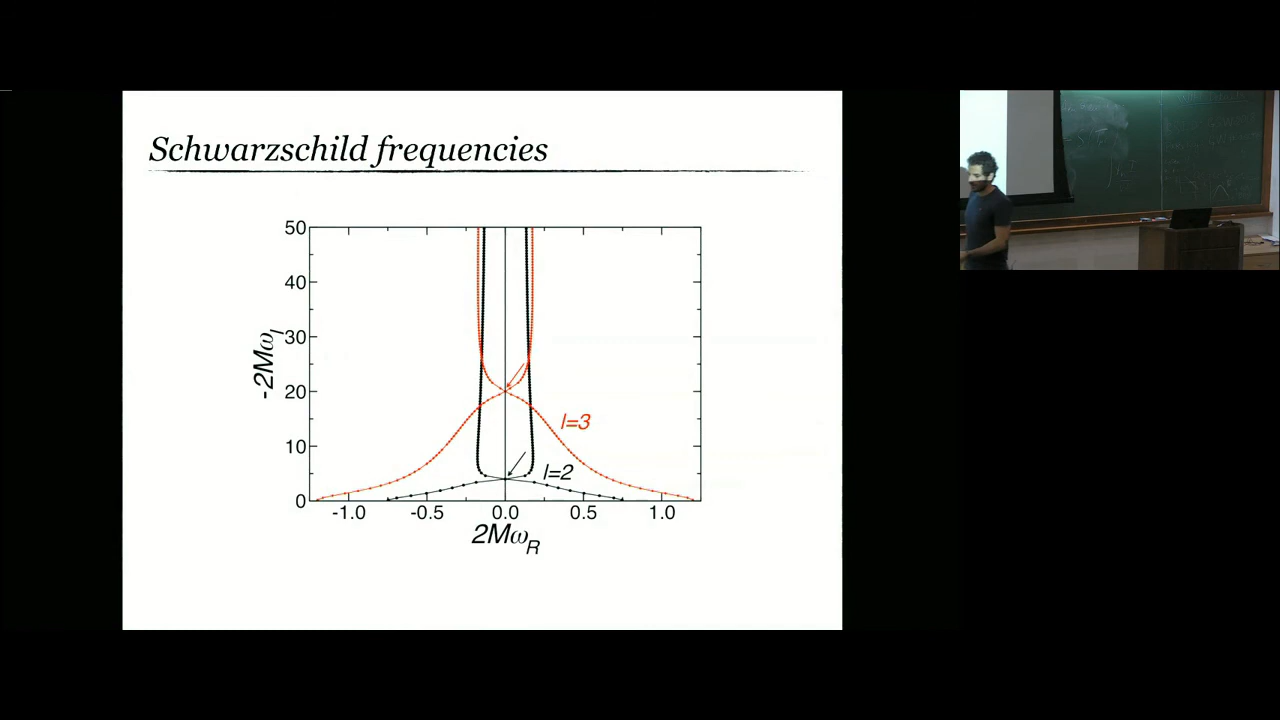 Schwarzschild frequencies
50
40
30
20
10
0
-2Mω_I
l=3
l=2
-1.0 -0.5 0.0 0.5 1.0
2Mω_R